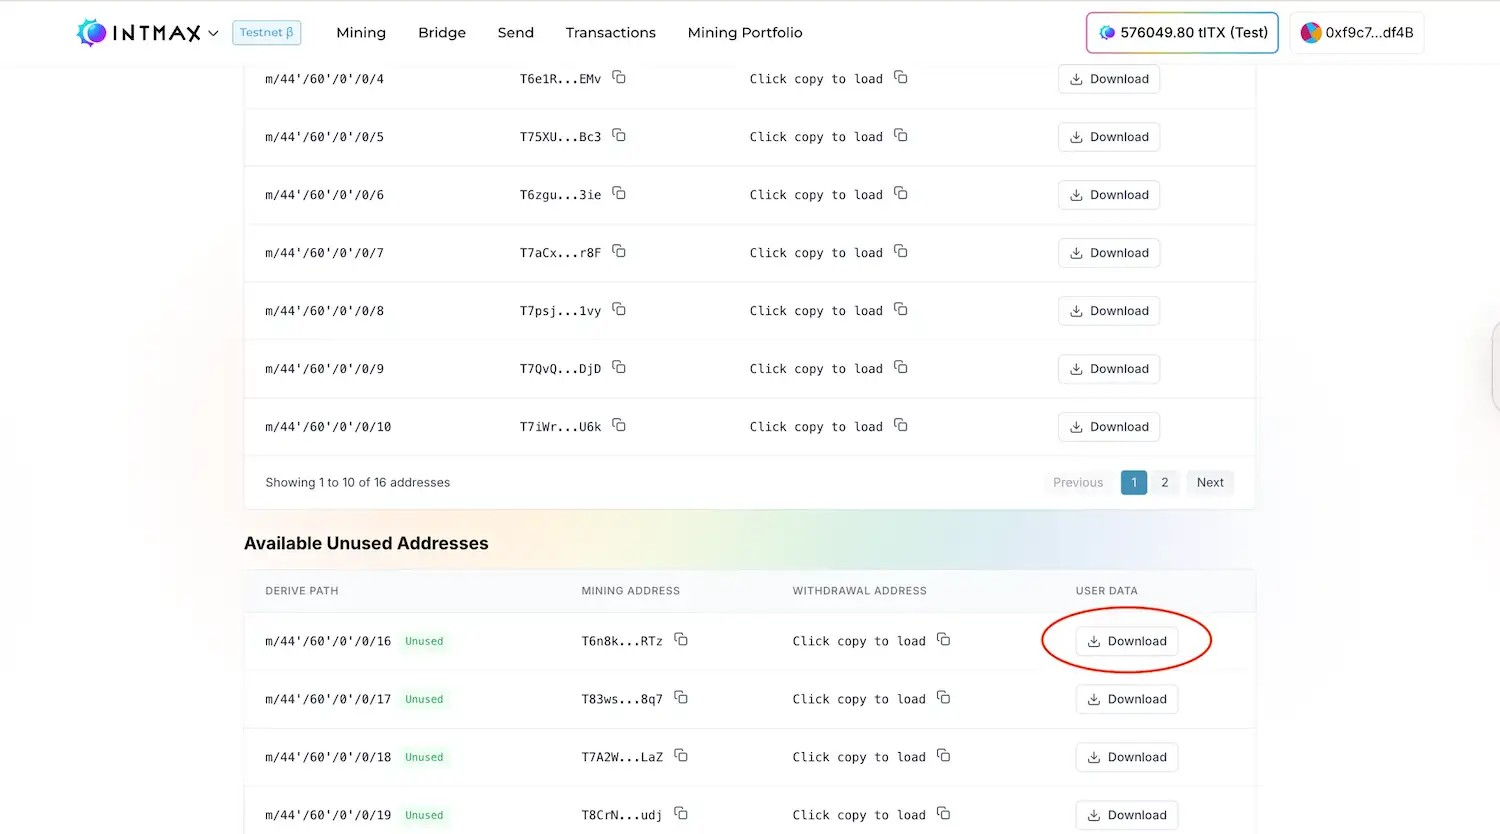 INTMAX Testnet β Mining Bridge Send Transactions Mining Portfolio 576049.80 tITX (Test) 0xf9c7...df4B
m/44'/60'/0'/0/4 T6e1R...EMv Click copy to load Download
m/44'/60'/0'/0/5 T75XU...Bc3 Click copy to load Download
m/44'/60'/0'/0/6 T6zgu...3ie Click copy to load Download
m/44'/60'/0'/0/7 T7aCx...r8F Click copy to load Download
m/44'/60'/0'/0/8 T7psj...1vy Click copy to load Download
m/44'/60'/0'/0/9 T7QvQ...DjD Click copy to load Download
m/44'/60'/0'/0/10 T7iWr...U6k Click copy to load Download
Showing 1 to 10 of 16 addresses Previous 1 2 Next
Available Unused Addresses
DERIVE PATH MINING ADDRESS WITHDRAWAL ADDRESS USER DATA
m/44'/60'/0'/0/16 Unused T6n8k...RTz Click copy to load Download
m/44'/60'/0'/0/17 Unused T83ws...8q7 Click copy to load Download
m/44'/60'/0'/0/18 Unused T7A2W...LaZ Click copy to load Download
m/44'/60'/0'/0/19 Unused T8CrN...udj Click copy to load Download